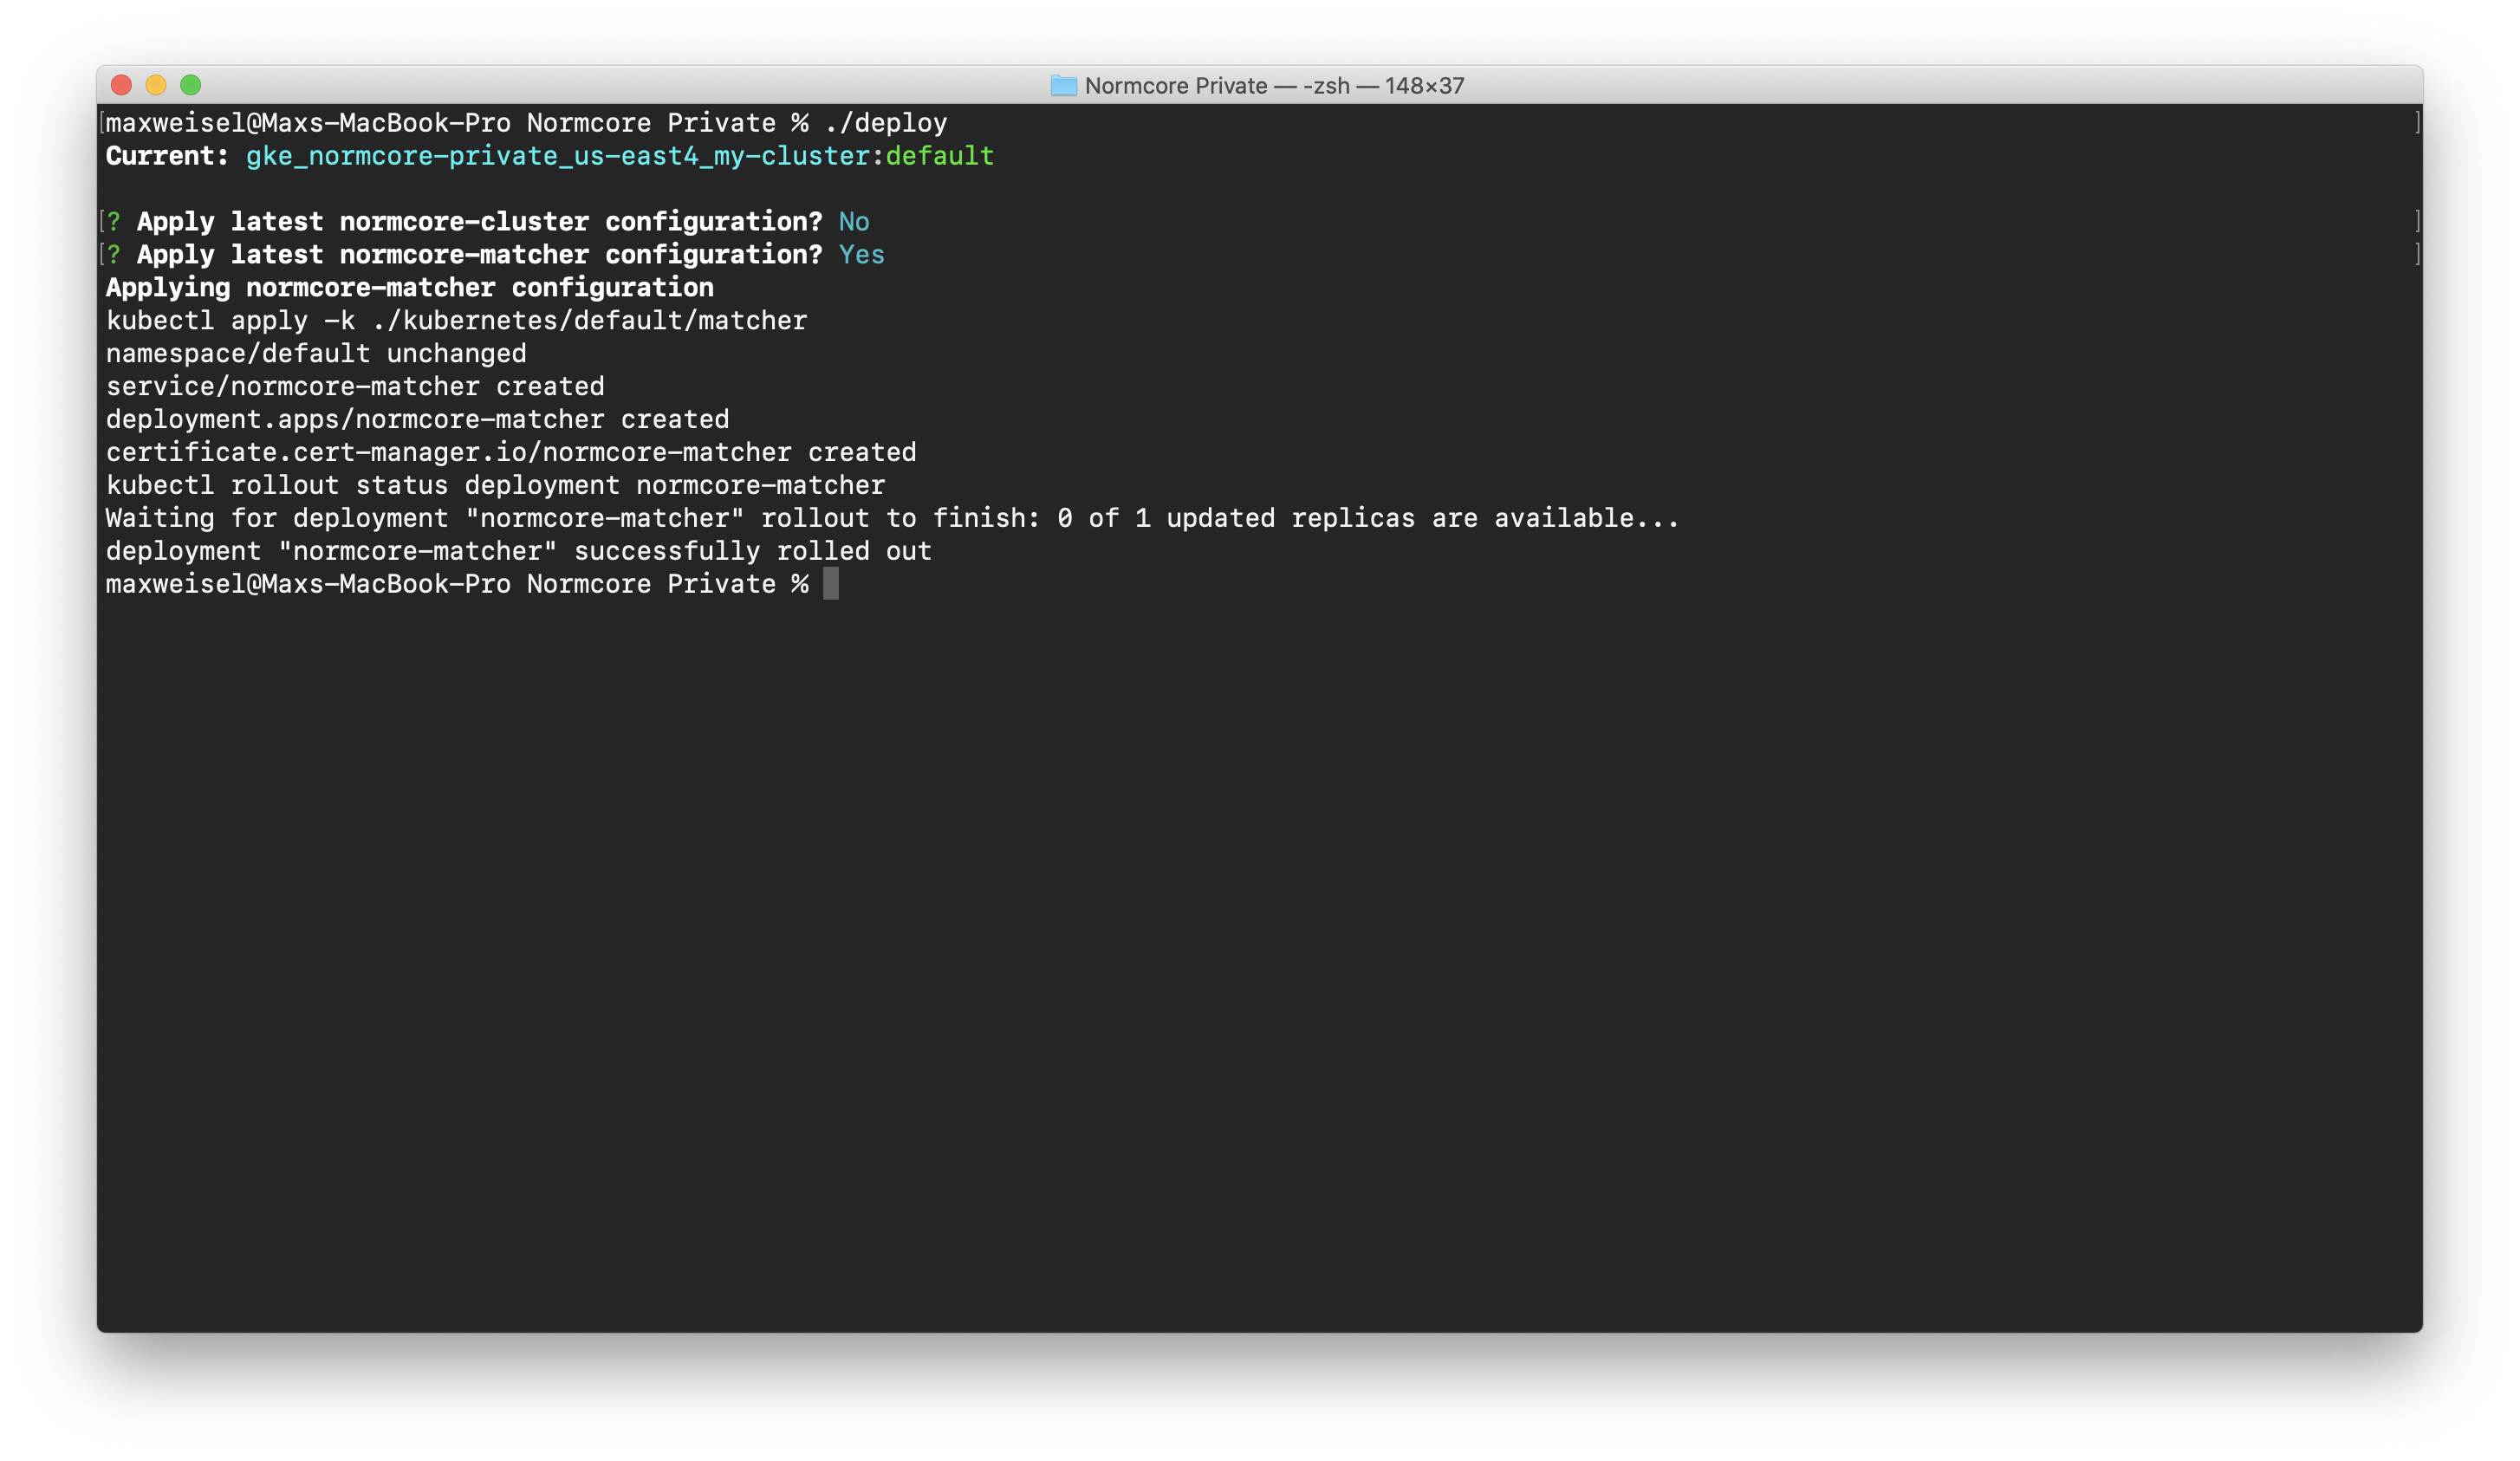 Normcore Private — -zsh — 148×37
[maxweisel@Maxs-MacBook-Pro Normcore Private % ./deploy ]
Current: gke_normcore-private_us-east4_my-cluster:default
[? Apply latest normcore-cluster configuration? No ]
[? Apply latest normcore-matcher configuration? Yes ]
Applying normcore-matcher configuration
kubectl apply -k ./kubernetes/default/matcher
namespace/default unchanged
service/normcore-matcher created
deployment.apps/normcore-matcher created
certificate.cert-manager.io/normcore-matcher created
kubectl rollout status deployment normcore-matcher
Waiting for deployment "normcore-matcher" rollout to finish: 0 of 1 updated replicas are available...
deployment "normcore-matcher" successfully rolled out
maxweisel@Maxs-MacBook-Pro Normcore Private %